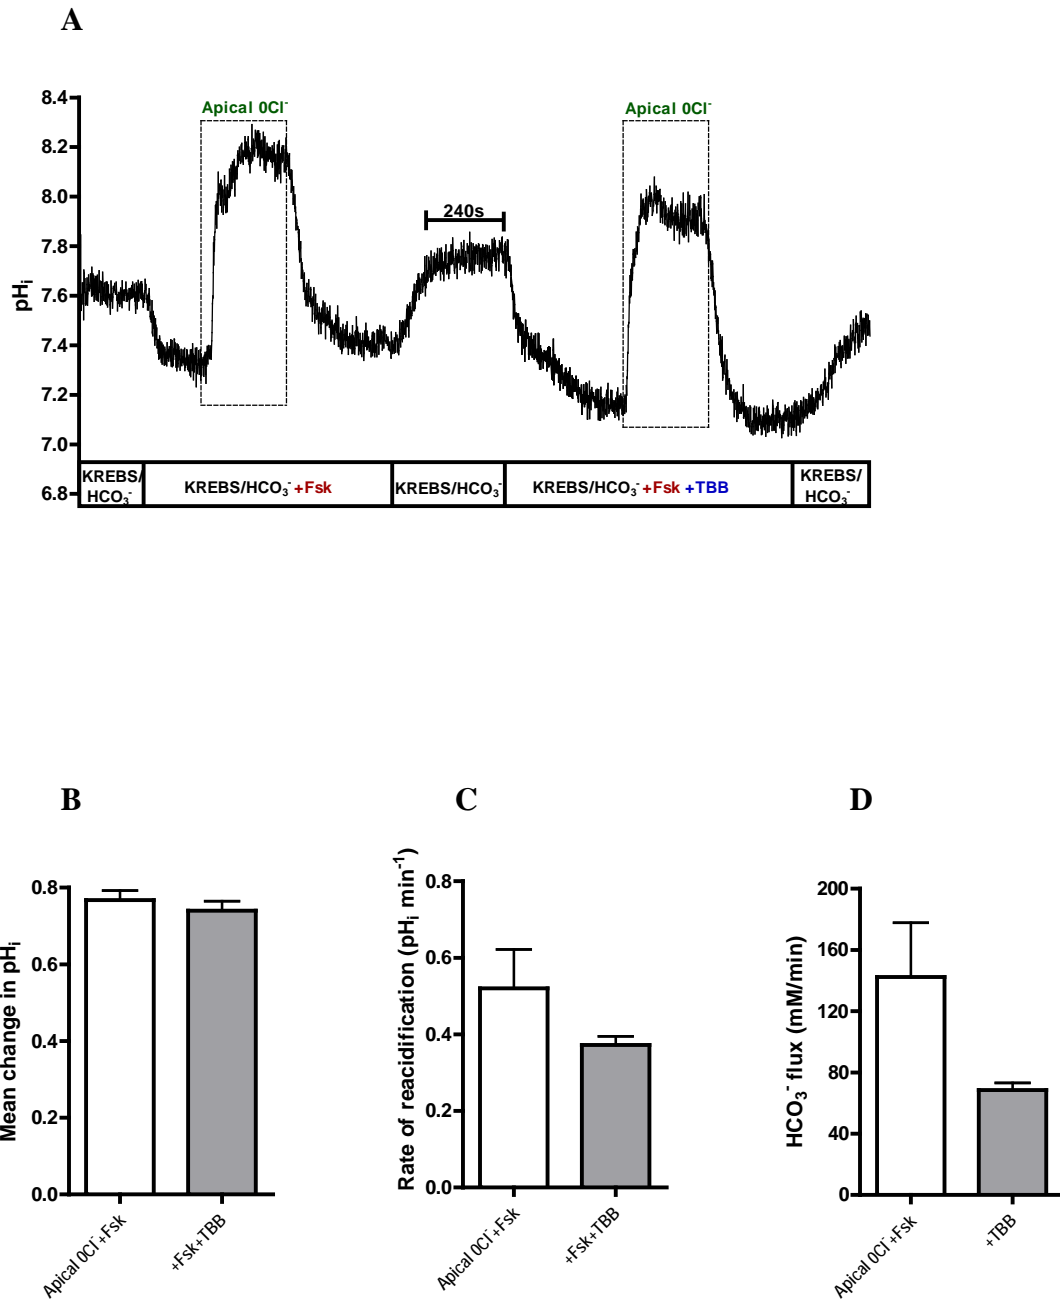 A
Apical 0Cl⁻
Apical 0Cl⁻
240s
pHᵢ
8.4
8.2
8.0
7.8
7.6
7.4
7.2
7.0
6.8
KREBS/
HCO₃⁻
KREBS/HCO₃⁻ +Fsk
KREBS/HCO₃⁻
KREBS/HCO₃⁻ +Fsk +TBB
KREBS/
HCO₃⁻
B
Mean change in pHᵢ
0.8
0.6
0.4
0.2
0.0
Apical 0Cl⁻+Fsk
+Fsk+TBB
C
Rate of reacidification (pHᵢ min⁻¹)
0.8
0.6
0.4
0.2
0.0
Apical 0Cl⁻+Fsk
+Fsk+TBB
D
HCO₃⁻ flux (mM/min)
200
160
120
80
40
0
Apical 0Cl⁻+Fsk
+TBB